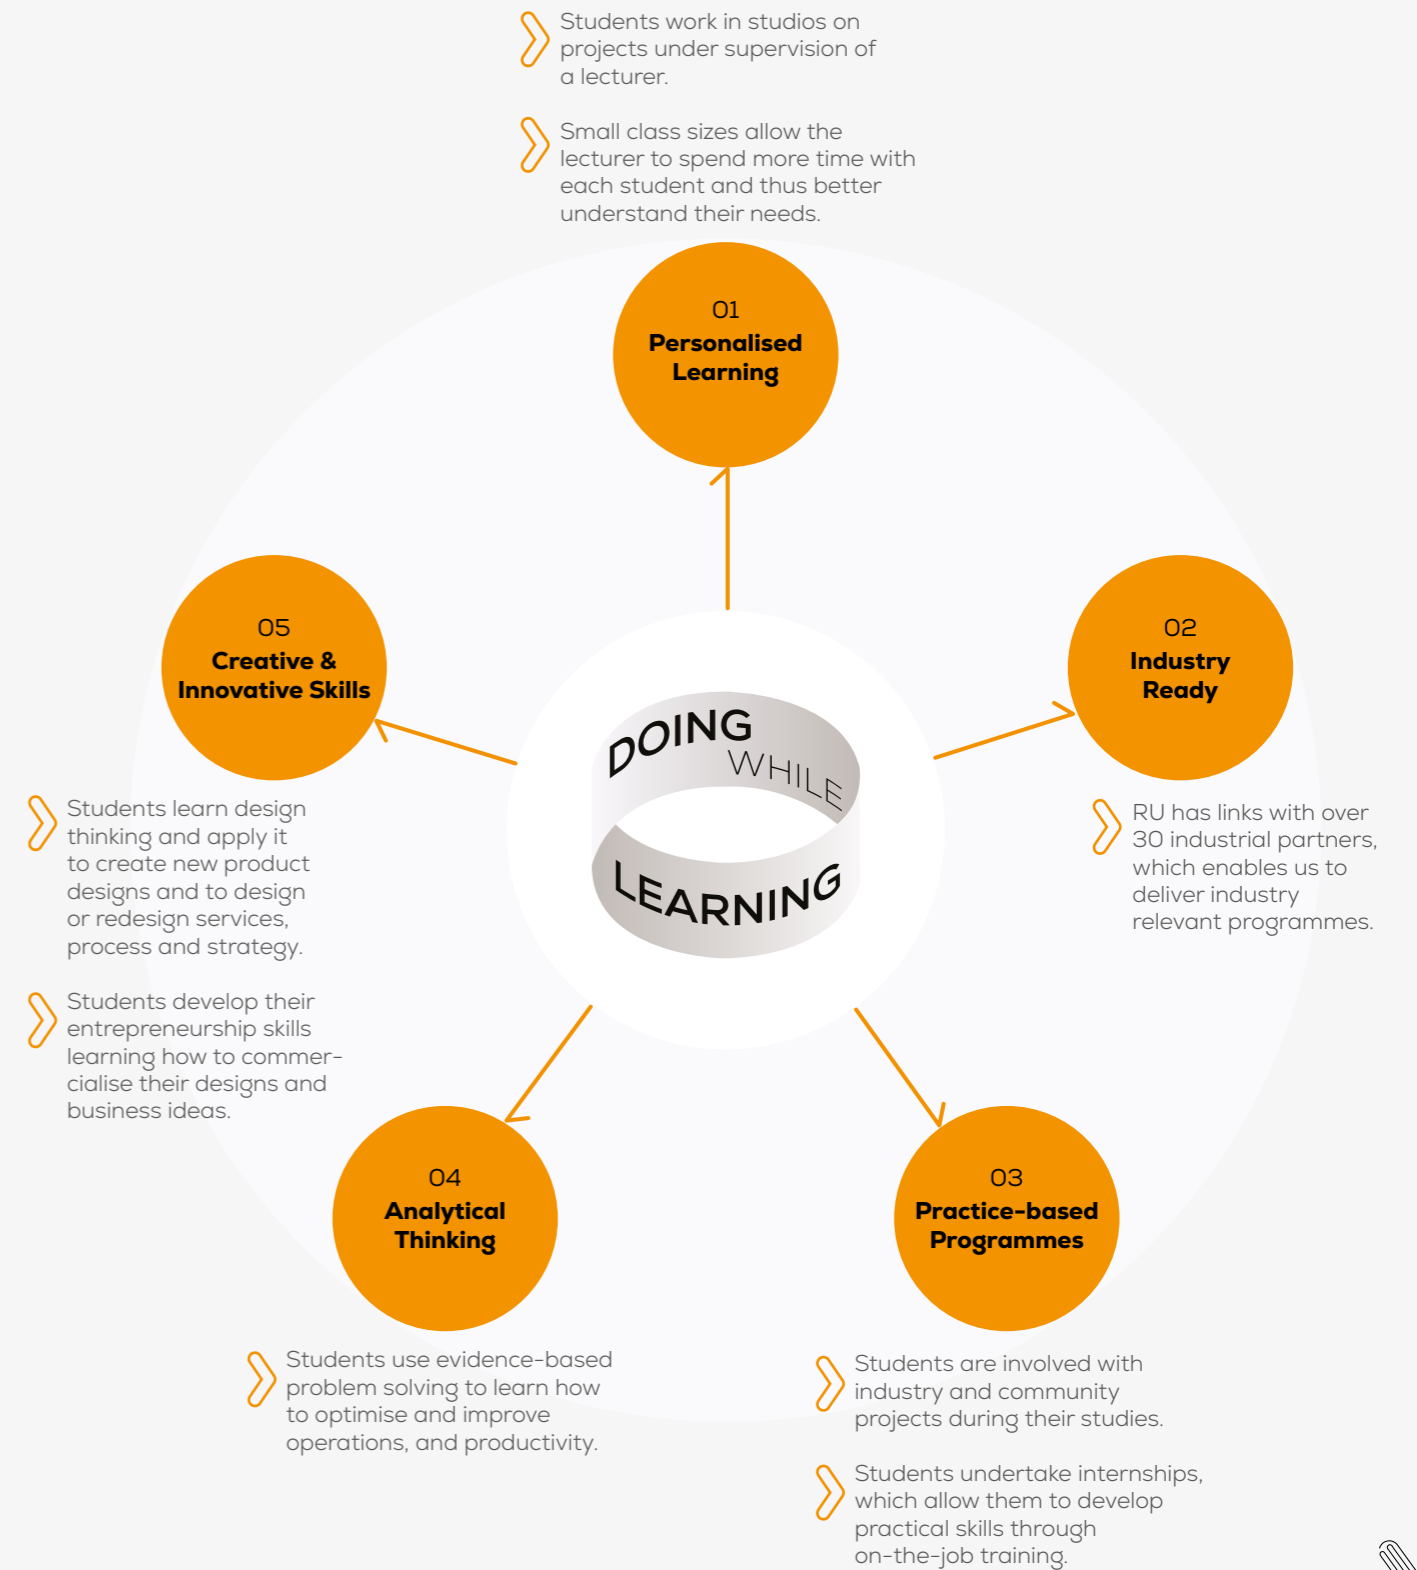 Students work in studios on
projects under supervision of
a lecturer.
Small class sizes allow the
lecturer to spend more time with
each student and thus better
understand their needs.
01
Personalised
Learning
05
Creative &
Innovative Skills
02
Industry
Ready
DOING
WHILE
LEARNING
Students learn design
thinking and apply it
to create new product
designs and to design
or redesign services,
process and strategy.
Students develop their
entrepreneurship skills
learning how to commer-
cialise their designs and
business ideas.
RU has links with over
30 industrial partners,
which enables us to
deliver industry
relevant programmes.
04
Analytical
Thinking
03
Practice-based
Programmes
Students use evidence-based
problem solving to learn how
to optimise and improve
operations, and productivity.
Students are involved with
industry and community
projects during their studies.
Students undertake internships,
which allow them to develop
practical skills through
on-the-job training.